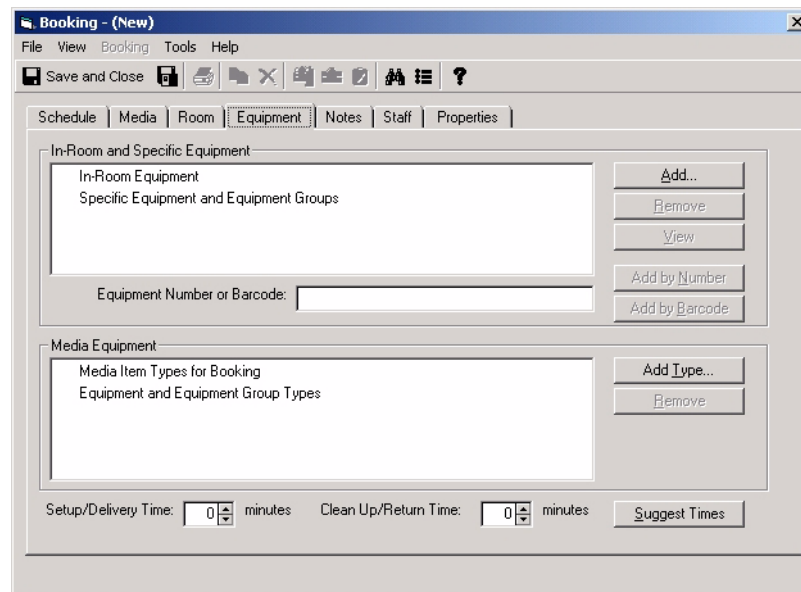 Booking - (New)
File View Booking Tools Help
Save and Close ?
Schedule Media Room Equipment Notes Staff Properties
In-Room and Specific Equipment
In-Room Equipment
Specific Equipment and Equipment Groups
Add...
Remove
View
Equipment Number or Barcode:
Add by Number
Add by Barcode
Media Equipment
Media Item Types for Booking
Equipment and Equipment Group Types
Add Type...
Remove
Setup/Delivery Time: 0 minutes Clean Up/Return Time: 0 minutes Suggest Times